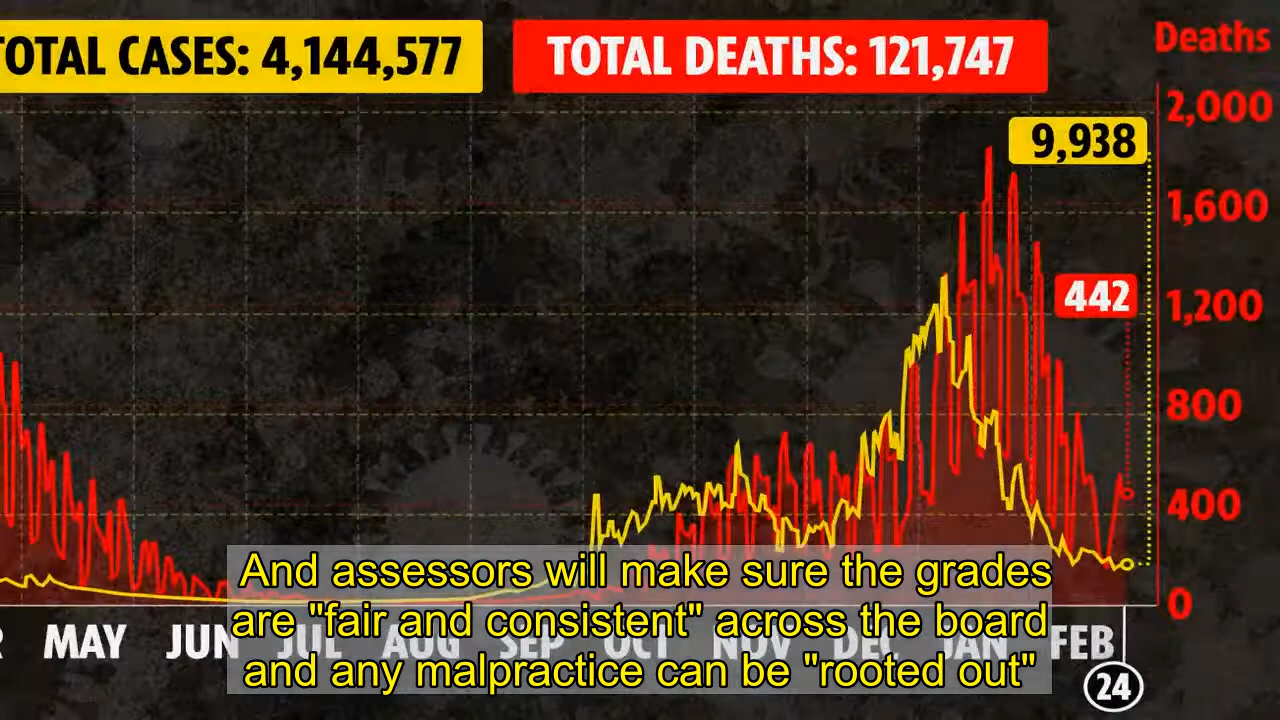 TOTAL CASES: 4,144,577
TOTAL DEATHS: 121,747
Deaths
2,000
9,938
1,600
442
1,200
800
400
0
R MAY JUN JUL AUG SEP OCT NOV DEC JAN FEB
24
And assessors will make sure the grades
are "fair and consistent" across the board
and any malpractice can be "rooted out"